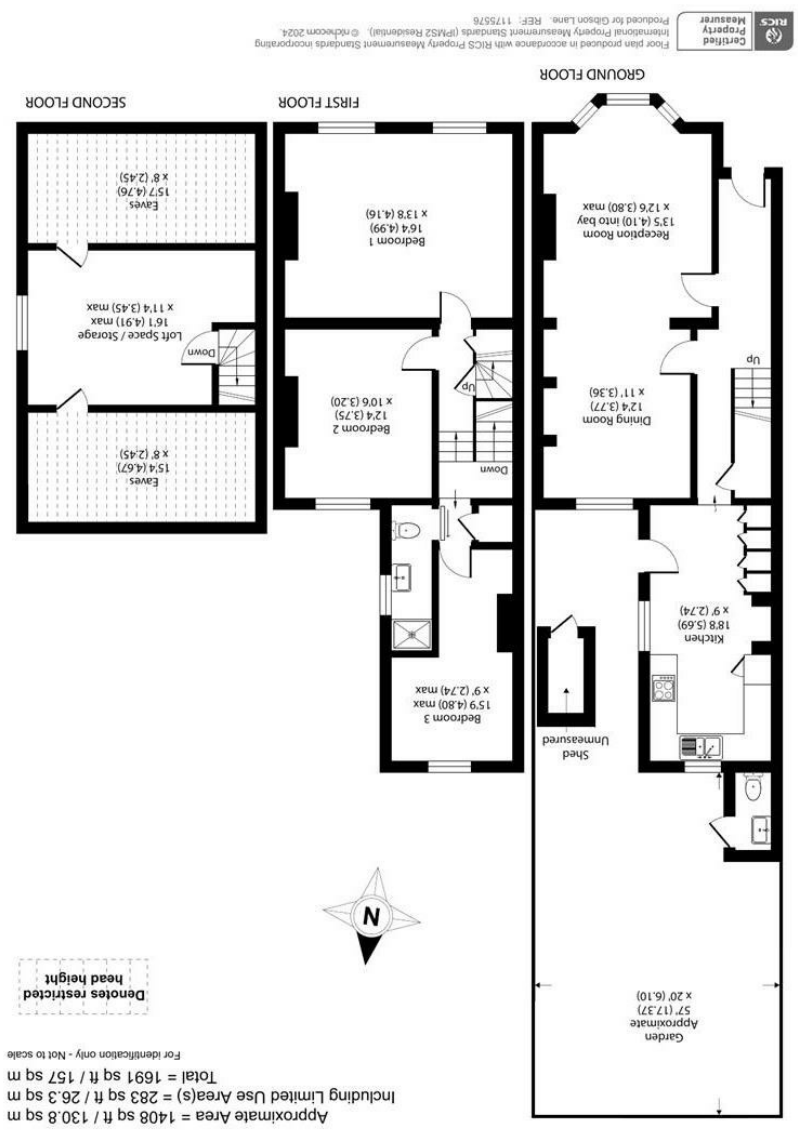 Approximate Area = 1408 sq ft / 130.8 sq m
Including Limited Use Area(s) = 283 sq ft / 26.3 sq m
Total = 1691 sq ft / 157 sq m
For identification only - Not to scale
Denotes restricted
head height
N
Garden
Approximate
57' (17.37)
x 20' (6.10)
Shed
Unmeasured
Kitchen
18'8 (5.69)
x 9' (2.74)
Dining Room
12'4 (3.77)
x 11' (3.36)
Up
Reception Room
13'5 (4.10) into bay
x 12'6 (3.80) max
GROUND FLOOR
Bedroom 3
15'9 (4.80) max
x 9' (2.74) max
Down
Up
Bedroom 2
12'4 (3.75)
x 10'6 (3.20)
Bedroom 1
16'4 (4.99)
x 13'8 (4.16)
FIRST FLOOR
Eaves
15'4 (4.67)
x 8' (2.45)
Down
Loft Space / Storage
16'1 (4.91) max
x 11'4 (3.45) max
Eaves
15'7 (4.76)
x 8' (2.45)
SECOND FLOOR
RICS
Certified
Property
Measurer
Floor plan produced in accordance with RICS Property Measurement Standards incorporating
International Property Measurement Standards (IPMS2 Residential). © nichecom 2024.
Produced for Gibson Lane. REF: 1175576